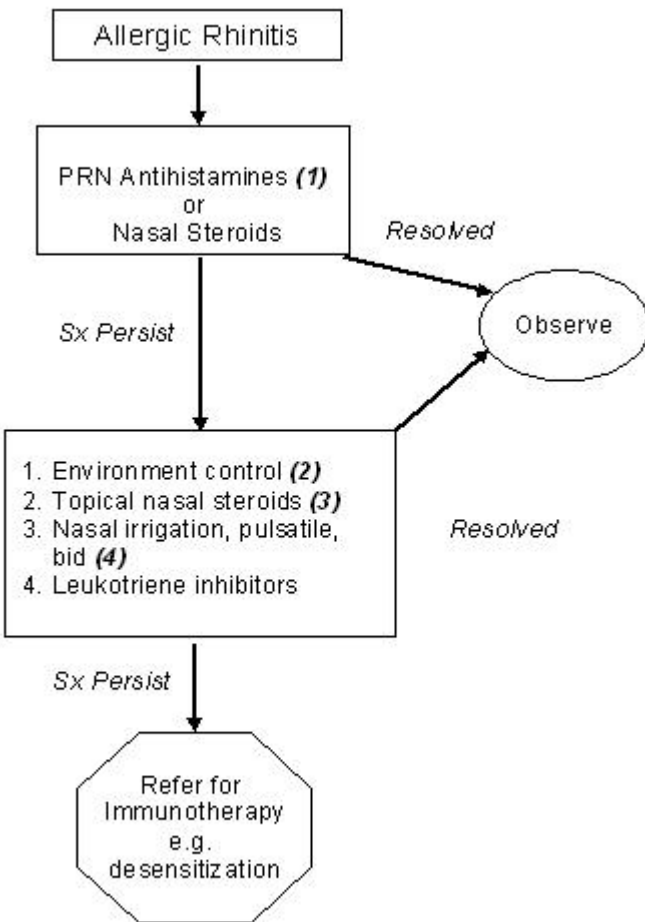 Allergic Rhinitis
PRN Antihistamines (1)
or
Nasal Steroids
Resolved
Observe
Sx Persist
1. Environment control (2)
2. Topical nasal steroids (3)
3. Nasal irrigation, pulsatile,
bid (4)
4. Leukotriene inhibitors
Resolved
Sx Persist
Refer for
Immunotherapy
e.g.
desensitization